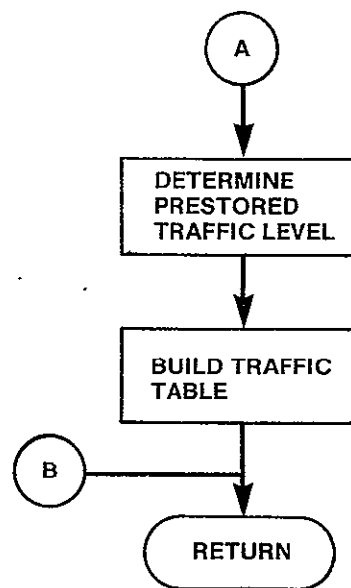 A
DETERMINE
PRESTORED
TRAFFIC LEVEL
BUILD TRAFFIC
TABLE
B
RETURN